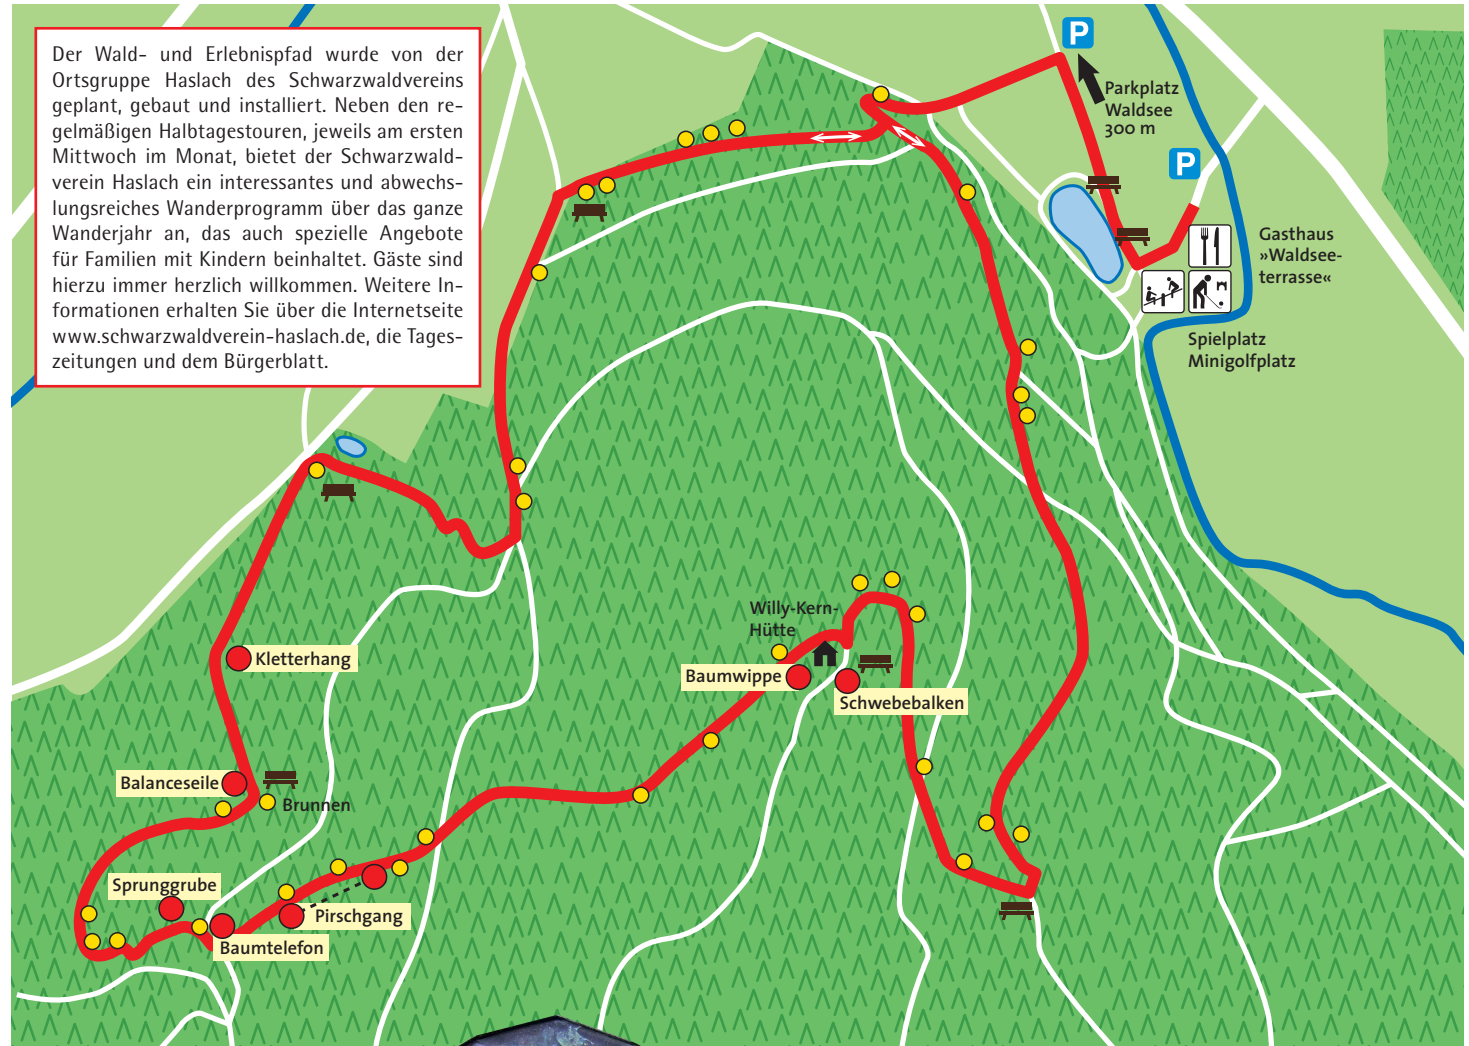 Der Wald- und Erlebnispfad wurde von der
Ortsgruppe Haslach des Schwarzwaldvereins
geplant, gebaut und installiert. Neben den re-
gelmäßigen Halbtagestouren, jeweils am ersten
Mittwoch im Monat, bietet der Schwarzwald-
verein Haslach ein interessantes und abwechs-
lungsreiches Wanderprogramm über das ganze
Wanderjahr an, das auch spezielle Angebote
für Familien mit Kindern beinhaltet. Gäste sind
hierzu immer herzlich willkommen. Weitere In-
formationen erhalten Sie über die Internetseite
www.schwarzwaldverein-haslach.de, die Tages-
zeitungen und dem Bürgerblatt.
P
Parkplatz
Waldsee
300 m
P
Gasthaus
»Waldsee-
terrasse«
Spielplatz
Minigolfplatz
Willy-Kern-
Hütte
Kletterhang
Baumwippe
Schwebebalken
Balanceseile
Brunnen
Sprunggrube
Pirschgang
Baumtelefon